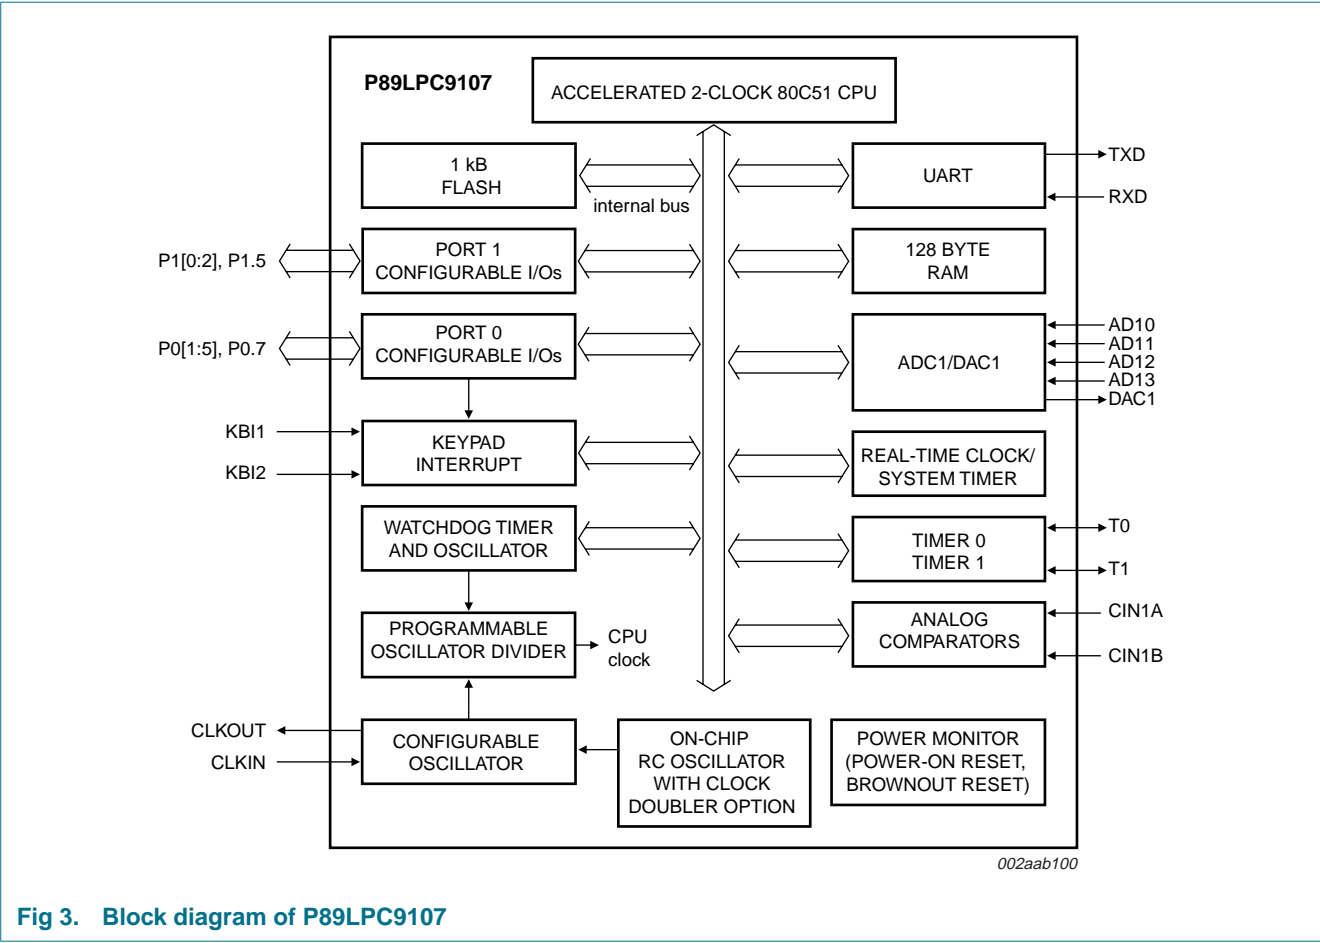 P89LPC9107
ACCELERATED 2-CLOCK 80C51 CPU
1 kB
FLASH
internal bus
UART
TXD
RXD
P1[0:2], P1.5
PORT 1
CONFIGURABLE I/Os
128 BYTE
RAM
P0[1:5], P0.7
PORT 0
CONFIGURABLE I/Os
ADC1/DAC1
AD10
AD11
AD12
AD13
DAC1
KBI1
KBI2
KEYPAD
INTERRUPT
REAL-TIME CLOCK/
SYSTEM TIMER
WATCHDOG TIMER
AND OSCILLATOR
TIMER 0
TIMER 1
T0
T1
PROGRAMMABLE
OSCILLATOR DIVIDER
CPU
clock
ANALOG
COMPARATORS
CIN1A
CIN1B
CLKOUT
CLKIN
CONFIGURABLE
OSCILLATOR
ON-CHIP
RC OSCILLATOR
WITH CLOCK
DOUBLER OPTION
POWER MONITOR
(POWER-ON RESET,
BROWNOUT RESET)
002aab100
Fig 3. Block diagram of P89LPC9107